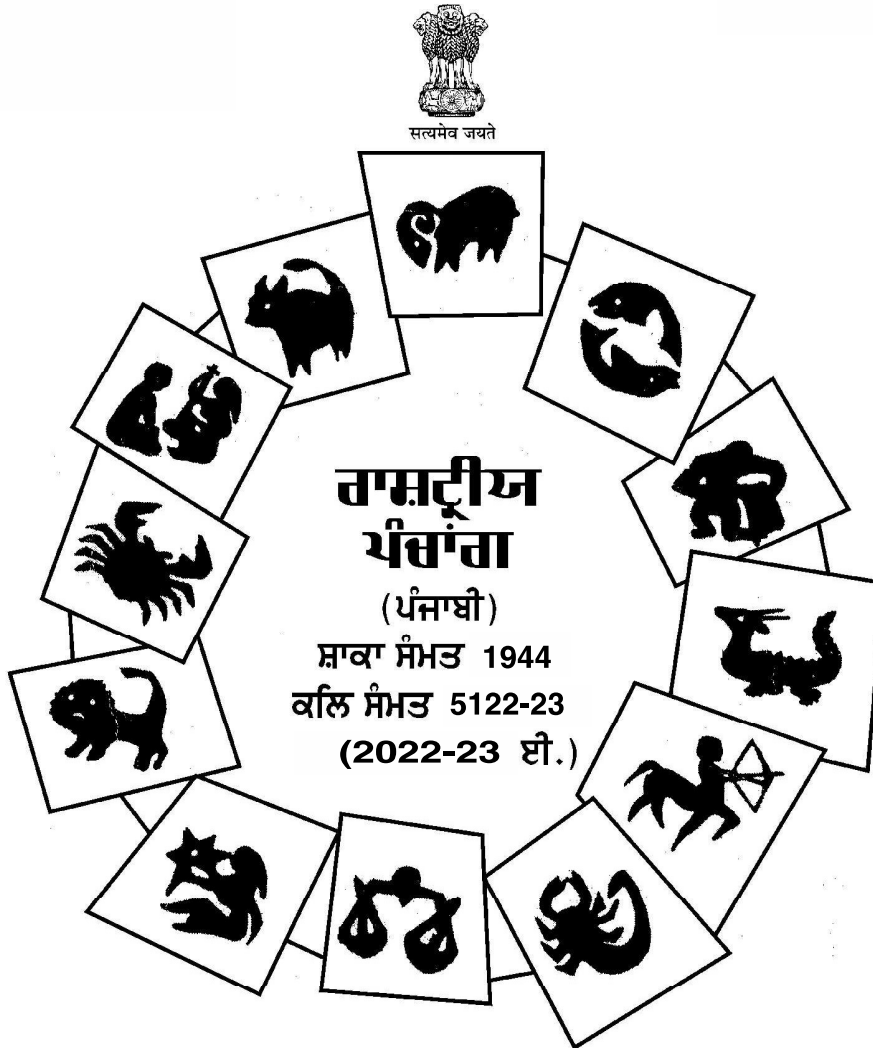 सत्यमेव जयते
ਰਾਸ਼ਟ੍ਰੀਯ
ਪੰਚਾਂਗ
(ਪੰਜਾਬੀ)
ਸ਼ਾਕਾ ਸੰਮਤ 1944
ਕਲਿ ਸੰਮਤ 5122-23
(2022-23 ਈ.)